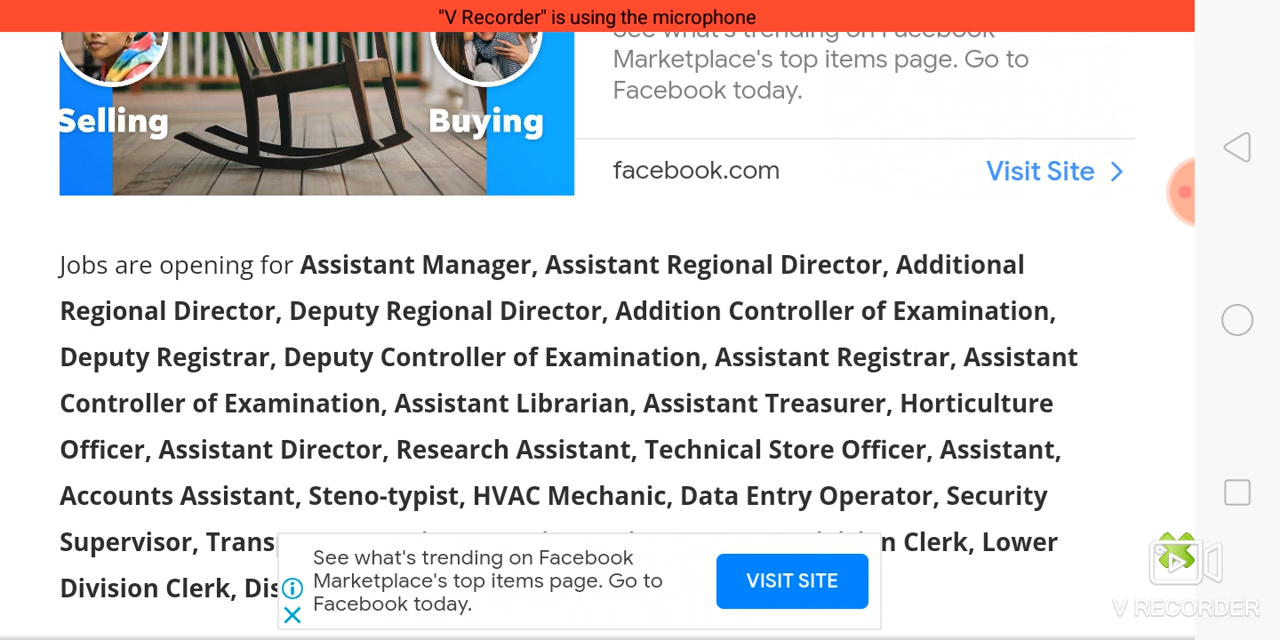 "V Recorder" is using the microphone
See what's trending on Facebook
Marketplace's top items page. Go to
Facebook today.
Selling
Buying
facebook.com
Visit Site
Jobs are opening for Assistant Manager, Assistant Regional Director, Additional
Regional Director, Deputy Regional Director, Addition Controller of Examination,
Deputy Registrar, Deputy Controller of Examination, Assistant Registrar, Assistant
Controller of Examination, Assistant Librarian, Assistant Treasurer, Horticulture
Officer, Assistant Director, Research Assistant, Technical Store Officer, Assistant,
Accounts Assistant, Steno-typist, HVAC Mechanic, Data Entry Operator, Security
Supervisor, Clerk, Lower
Division Clerk,
See what's trending on Facebook
Marketplace's top items page. Go to
Facebook today.
VISIT SITE
V RECORDER